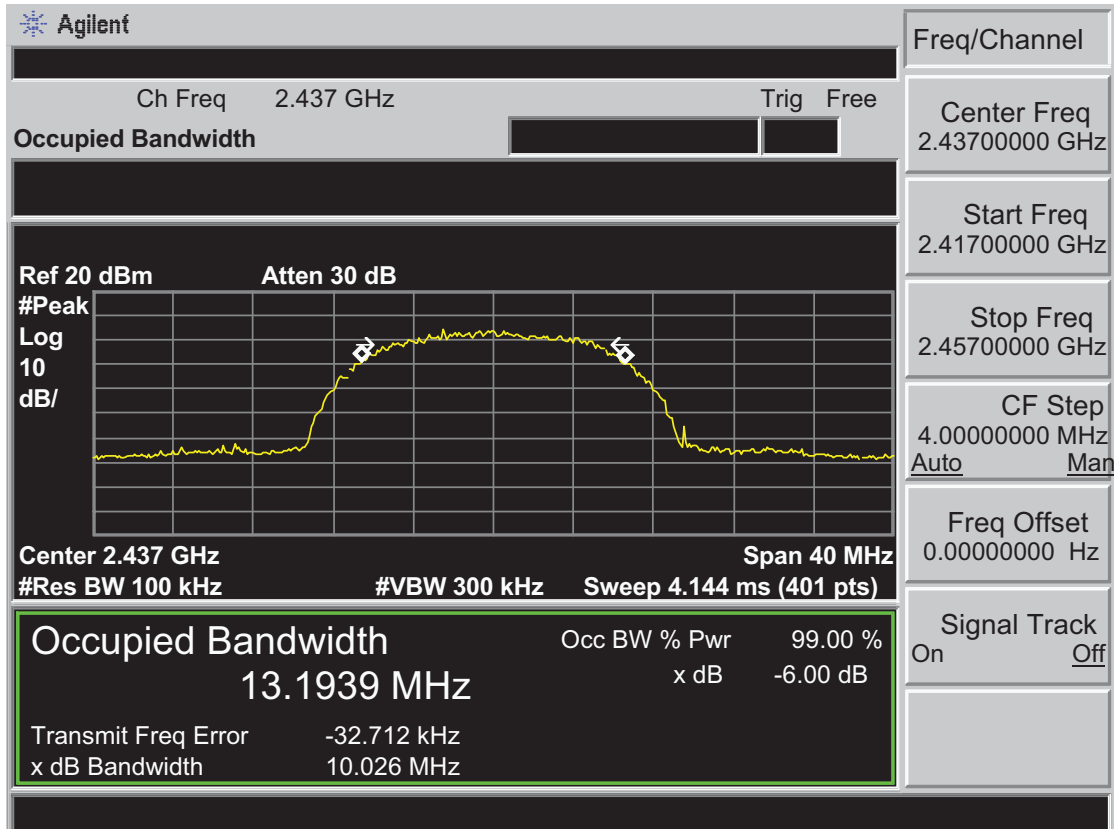 Agilent
Freq/Channel
Ch Freq 2.437 GHz Trig Free
Occupied Bandwidth
Center Freq
2.43700000 GHz
Start Freq
2.41700000 GHz
Ref 20 dBm Atten 30 dB
#Peak
Log
10
dB/
Stop Freq
2.45700000 GHz
CF Step
4.00000000 MHz
Auto Man
Freq Offset
0.00000000 Hz
Center 2.437 GHz Span 40 MHz
#Res BW 100 kHz #VBW 300 kHz Sweep 4.144 ms (401 pts)
Signal Track
On Off
Occupied Bandwidth Occ BW % Pwr 99.00 %
13.1939 MHz x dB -6.00 dB
Transmit Freq Error -32.712 kHz
x dB Bandwidth 10.026 MHz